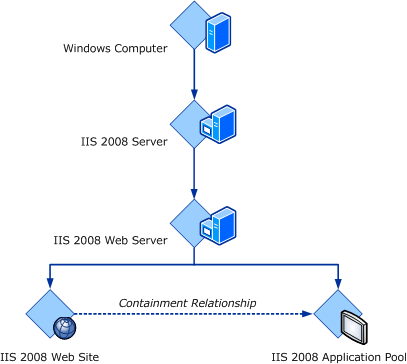 Windows Computer
IIS 2008 Server
IIS 2008 Web Server
Containment Relationship
IIS 2008 Web Site
IIS 2008 Application Pool